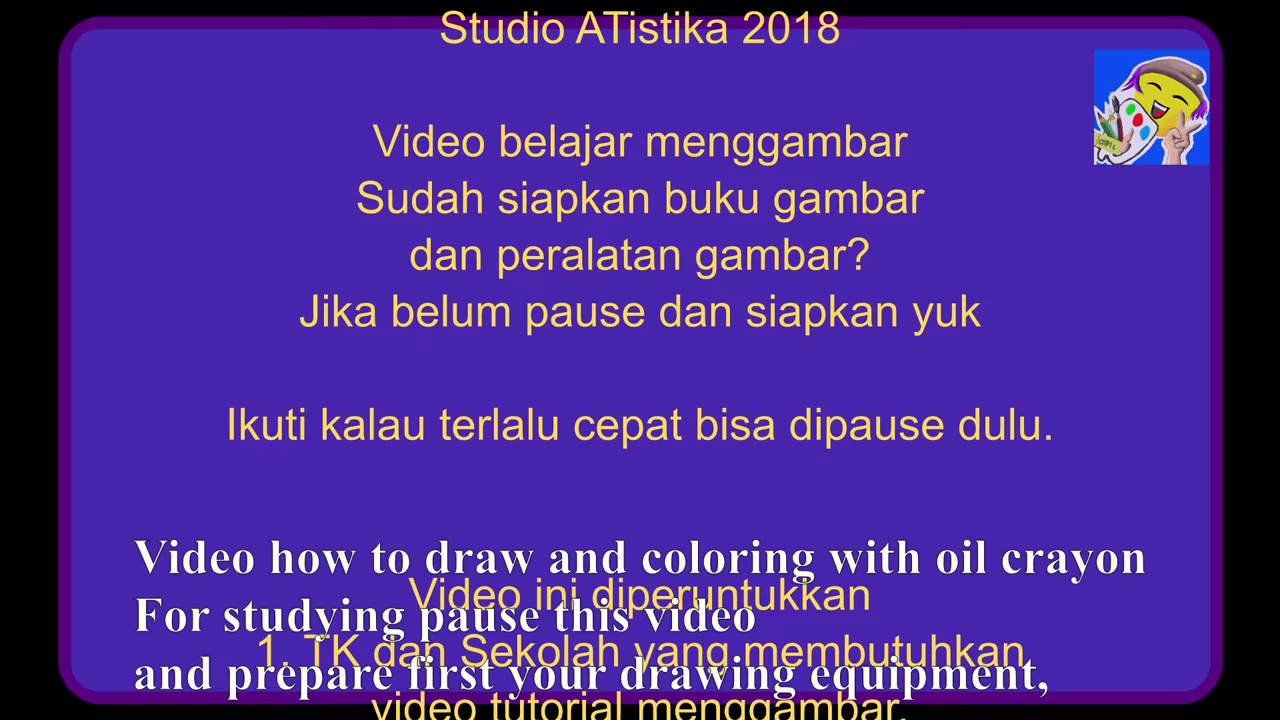 Studio ATistika 2018
Video belajar menggambar
Sudah siapkan buku gambar
dan peralatan gambar?
Jika belum pause dan siapkan yuk
Ikuti kalau terlalu cepat bisa dipause dulu.
Video how to draw and coloring with oil crayon
Video ini diperuntukkan
For studying pause this video
1. TK dan Sekolah yang membutuhkan
and prepare first your drawing equipment,
video tutorial menggambar.